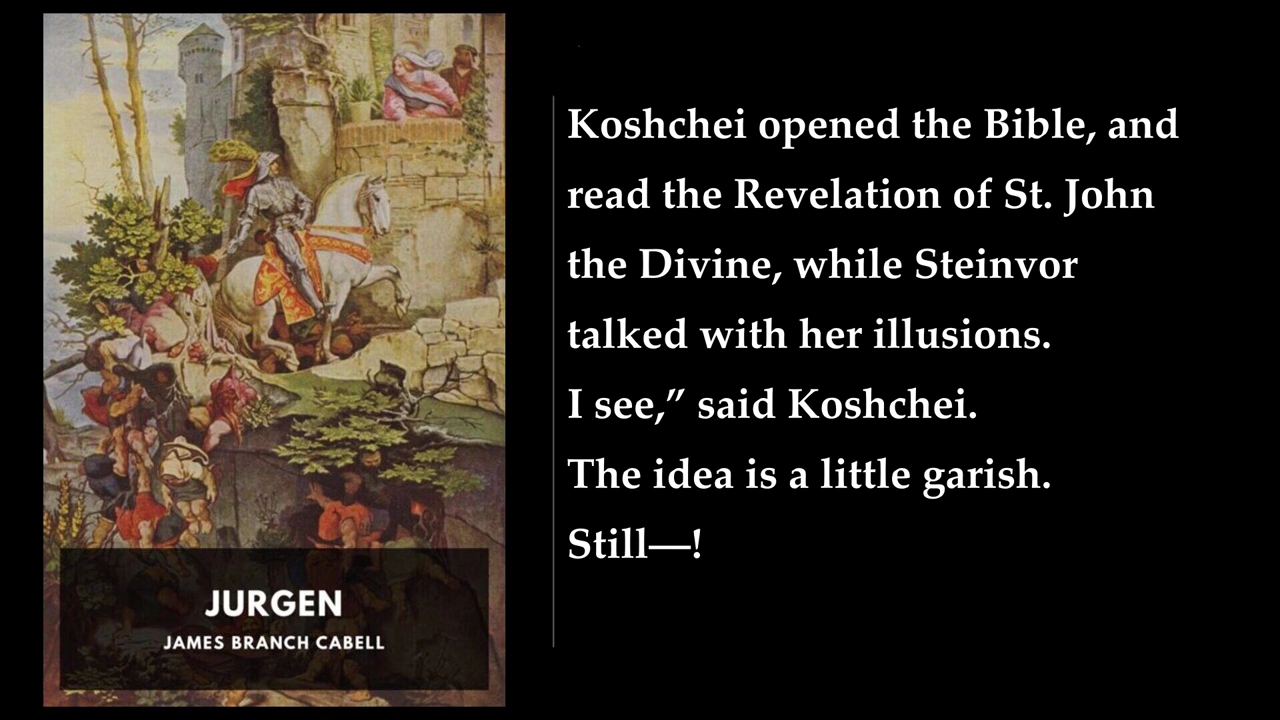 Koshchei opened the Bible, and
read the Revelation of St. John
the Divine, while Steinvor
talked with her illusions.
I see,” said Koshchei.
The idea is a little garish.
Still—!
JURGEN
JAMES BRANCH CABELL